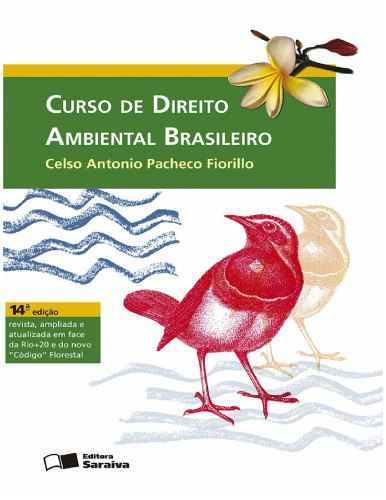 CURSO DE DIREITO
AMBIENTAL BRASILEIRO
Celso Antonio Pacheco Fiorillo
14ª edição
revista, ampliada e
atualizada em face
da Rio+20 e do novo
"Código" Florestal
Editora
Saraiva